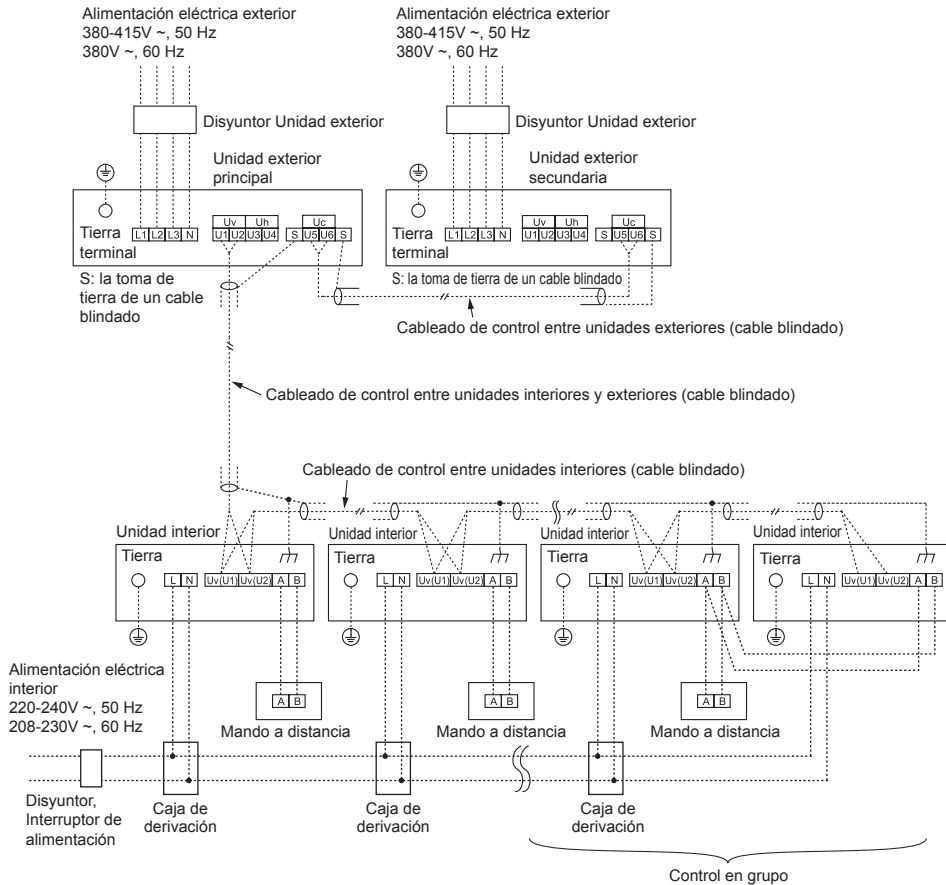 Alimentación eléctrica exterior
380-415V ~, 50 Hz
380V ~, 60 Hz
Alimentación eléctrica exterior
380-415V ~, 50 Hz
380V ~, 60 Hz
Disyuntor Unidad exterior
Disyuntor Unidad exterior
Unidad exterior
principal
Unidad exterior
secundaria
Tierra
terminal
L1 L2 L3 N
Uv Uh
U1 U2 U3 U4
Uc
S U5 U6 S
Tierra
terminal
L1 L2 L3 N
Uv Uh
U1 U2 U3 U4
Uc
S U5 U6 S
S: la toma de
tierra de un cable
blindado
S: la toma de tierra de un cable blindado
Cableado de control entre unidades exteriores (cable blindado)
Cableado de control entre unidades interiores y exteriores (cable blindado)
Cableado de control entre unidades interiores (cable blindado)
Unidad interior
Unidad interior
Unidad interior
Unidad interior
Tierra
Tierra
Tierra
Tierra
L N Uv(U1) Uv(U2) A B
L N Uv(U1) Uv(U2) A B
L N Uv(U1) Uv(U2) A B
L N Uv(U1) Uv(U2) A B
Alimentación eléctrica
interior
220-240V ~, 50 Hz
208-230V ~, 60 Hz
A B
A B
A B
Mando a distancia
Mando a distancia
Mando a distancia
Disyuntor,
Interruptor de
alimentación
Caja de
derivación
Caja de
derivación
Caja de
derivación
Control en grupo